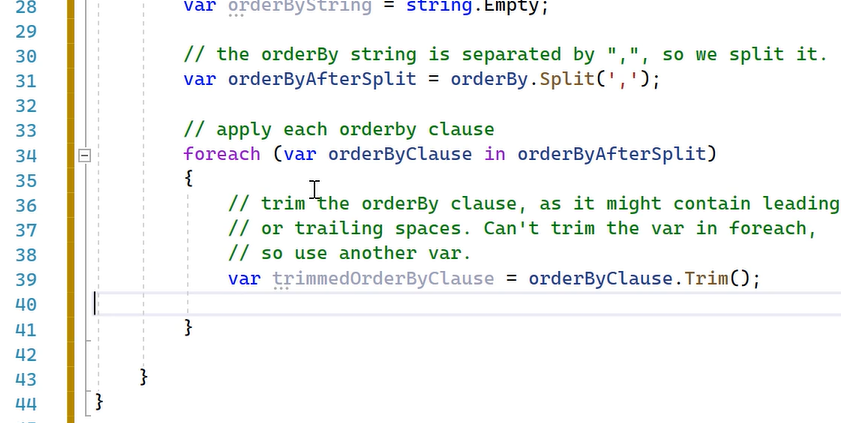 28 var orderByString = string.Empty;
29
30 // the orderBy string is separated by ",", so we split it.
31 var orderByAfterSplit = orderBy.Split(',');
32
33 // apply each orderby clause
34 foreach (var orderByClause in orderByAfterSplit)
35 {
36 // trim the orderBy clause, as it might contain leading
37 // or trailing spaces. Can't trim the var in foreach,
38 // so use another var.
39 var trimmedOrderByClause = orderByClause.Trim();
40
41 }
42
43 }
44 }